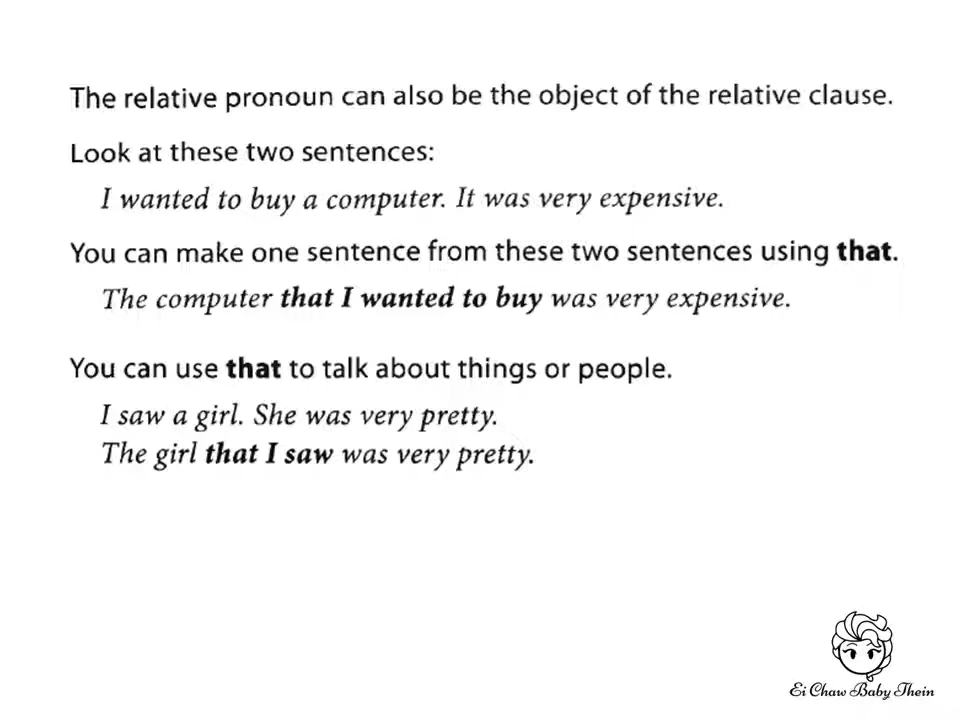 The relative pronoun can also be the object of the relative clause.
Look at these two sentences:
I wanted to buy a computer. It was very expensive.
You can make one sentence from these two sentences using that.
The computer that I wanted to buy was very expensive.
You can use that to talk about things or people.
I saw a girl. She was very pretty.
The girl that I saw was very pretty.
Ei Chaw Baby Thein